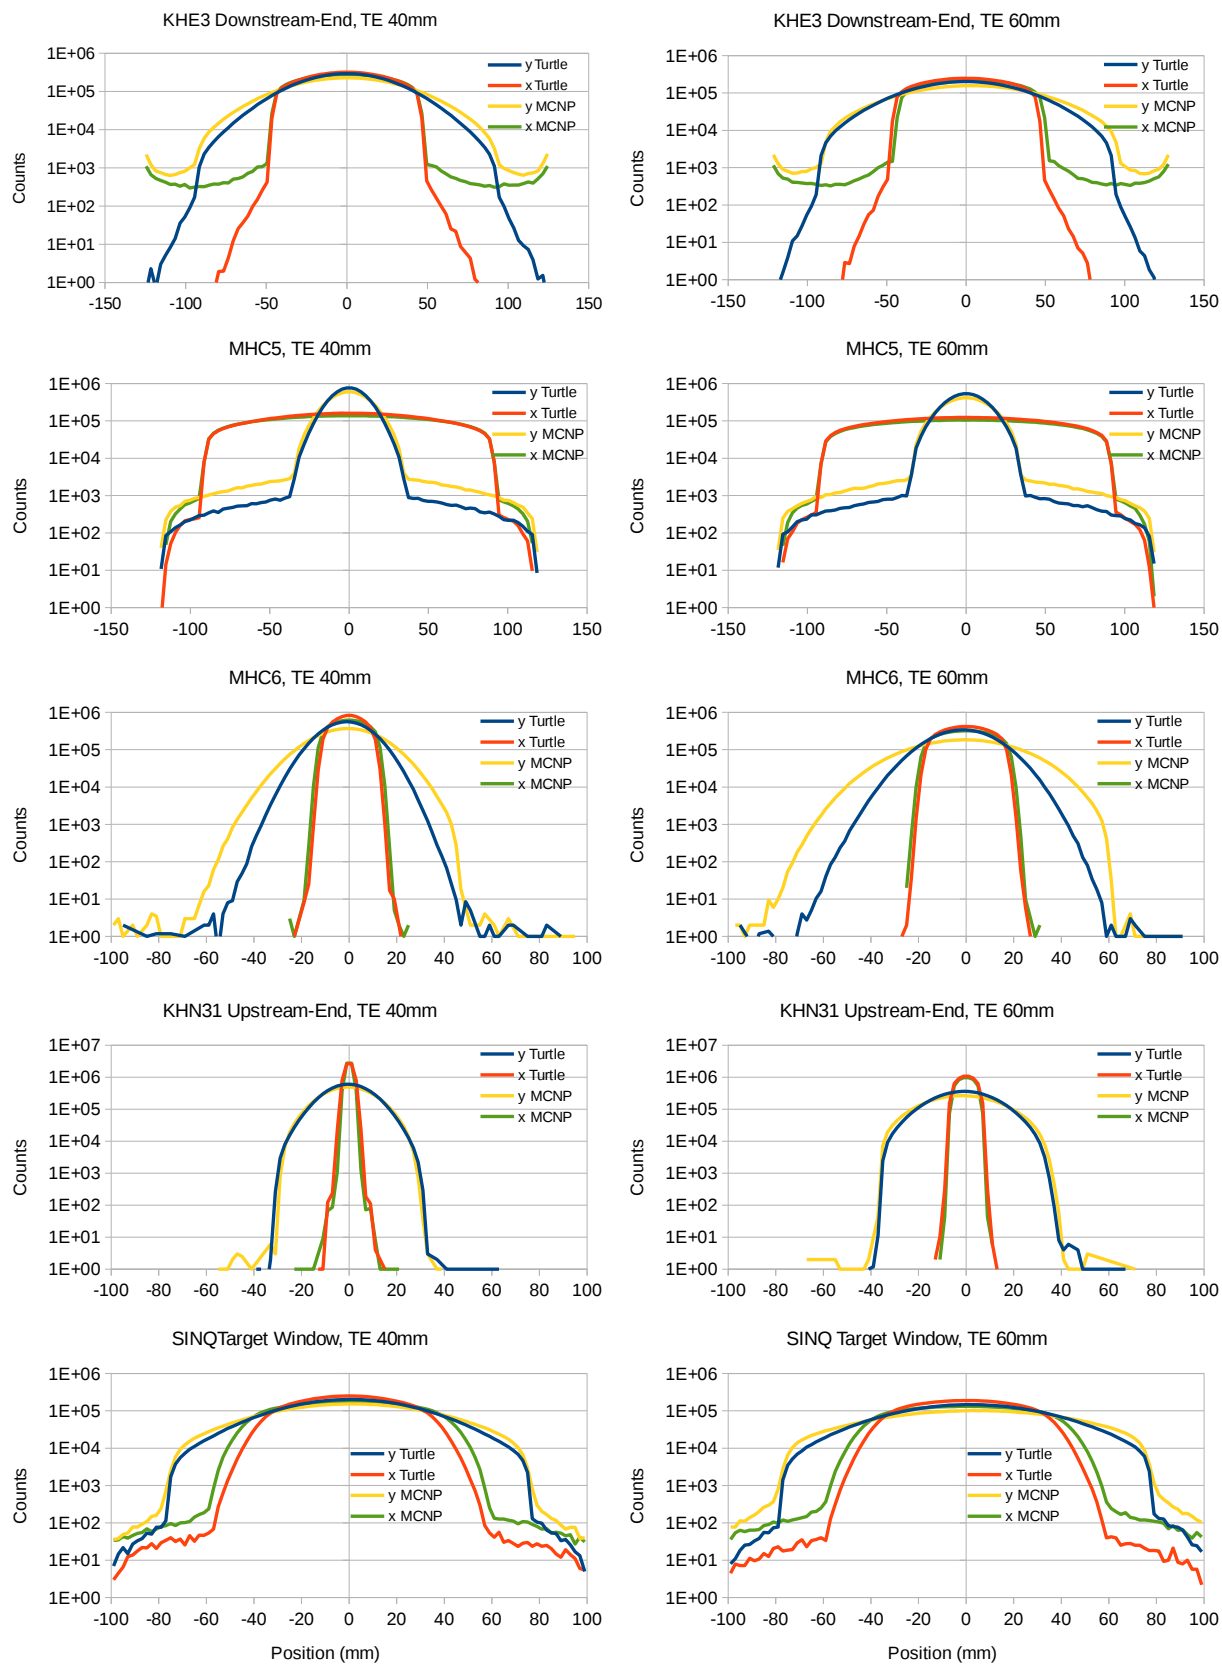 KHE3 Downstream-End, TE 40mm
1E+06
1E+05
1E+04
1E+03
1E+02
1E+01
1E+00
Counts
-150 -100 -50 0 50 100 150
y Turtle
x Turtle
y MCNP
x MCNP
KHE3 Downstream-End, TE 60mm
1E+06
1E+05
1E+04
1E+03
1E+02
1E+01
1E+00
Counts
-150 -100 -50 0 50 100 150
y Turtle
x Turtle
y MCNP
x MCNP
MHC5, TE 40mm
1E+06
1E+05
1E+04
1E+03
1E+02
1E+01
1E+00
Counts
-150 -100 -50 0 50 100 150
y Turtle
x Turtle
y MCNP
x MCNP
MHC5, TE 60mm
1E+06
1E+05
1E+04
1E+03
1E+02
1E+01
1E+00
Counts
-150 -100 -50 0 50 100 150
y Turtle
x Turtle
y MCNP
x MCNP
MHC6, TE 40mm
1E+06
1E+05
1E+04
1E+03
1E+02
1E+01
1E+00
Counts
-100 -80 -60 -40 -20 0 20 40 60 80 100
y Turtle
x Turtle
y MCNP
x MCNP
MHC6, TE 60mm
1E+06
1E+05
1E+04
1E+03
1E+02
1E+01
1E+00
Counts
-100 -80 -60 -40 -20 0 20 40 60 80 100
y Turtle
x Turtle
y MCNP
x MCNP
KHN31 Upstream-End, TE 40mm
1E+07
1E+06
1E+05
1E+04
1E+03
1E+02
1E+01
1E+00
Counts
-100 -80 -60 -40 -20 0 20 40 60 80 100
y Turtle
x Turtle
y MCNP
x MCNP
KHN31 Upstream-End, TE 60mm
1E+07
1E+06
1E+05
1E+04
1E+03
1E+02
1E+01
1E+00
Counts
-100 -80 -60 -40 -20 0 20 40 60 80 100
y Turtle
x Turtle
y MCNP
x MCNP
SINQTarget Window, TE 40mm
1E+06
1E+05
1E+04
1E+03
1E+02
1E+01
1E+00
Counts
y Turtle
x Turtle
y MCNP
x MCNP
-100 -80 -60 -40 -20 0 20 40 60 80 100
Position (mm)
SINQ Target Window, TE 60mm
1E+06
1E+05
1E+04
1E+03
1E+02
1E+01
1E+00
Counts
y Turtle
x Turtle
y MCNP
x MCNP
-100 -80 -60 -40 -20 0 20 40 60 80 100
Position (mm)